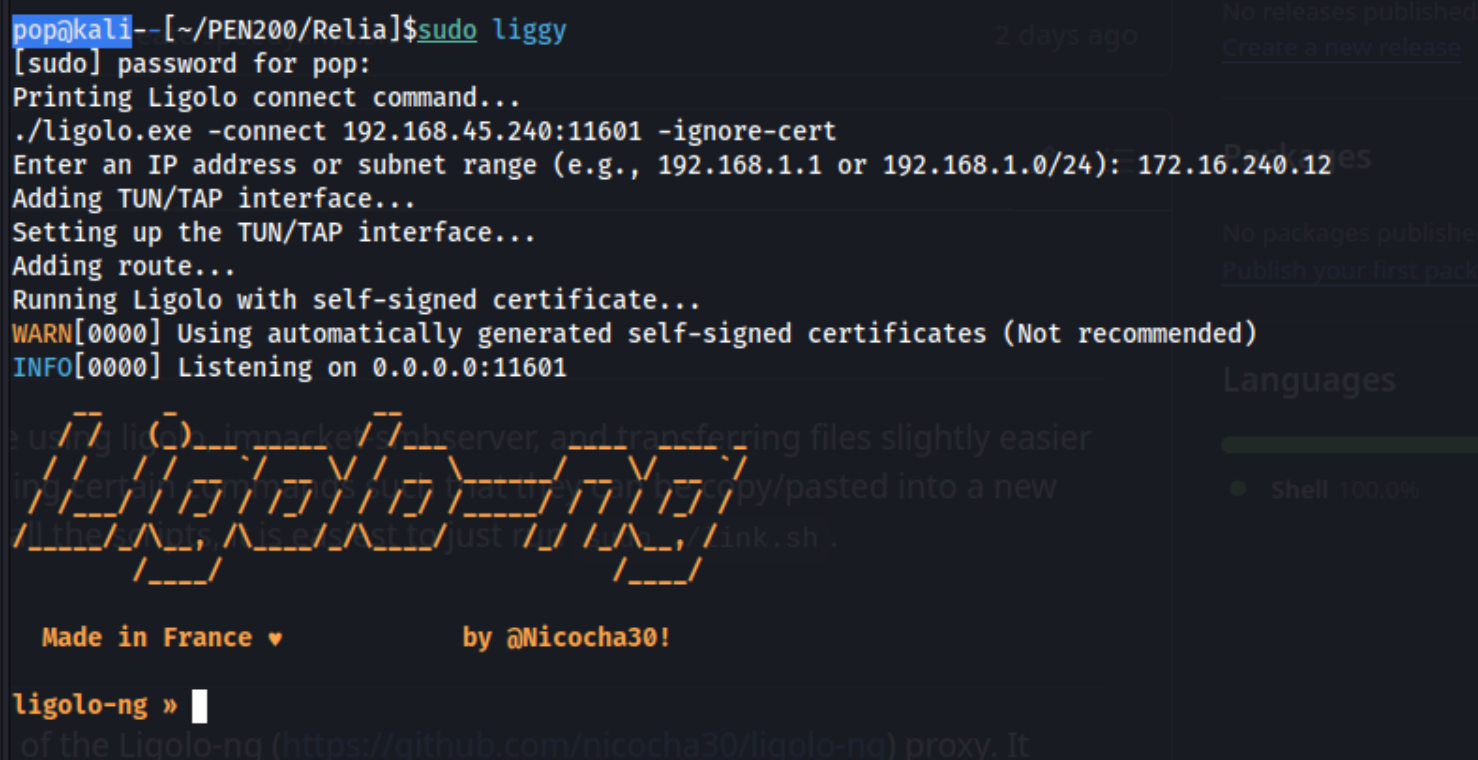 No releases published
pop@kali--[~/PEN200/Relia]$sudo liggy
2 days ago
Create a new release
[sudo] password for pop:
Printing Ligolo connect command...
./ligolo.exe -connect 192.168.45.240:11601 -ignore-cert
Enter an IP address or subnet range (e.g., 192.168.1.1 or 192.168.1.0/24): 172.16.240.12
Packages
Adding TUN/TAP interface...
Setting up the TUN/TAP interface...
No packages publishe
Adding route...
Publish your first pack
Running Ligolo with self-signed certificate...
WARN[0000] Using automatically generated self-signed certificates (Not recommended)
INFO[0000] Listening on 0.0.0.0:11601
Languages
Ligolo-ng
e using ligolo, impacket-smbserver, and transferring files slightly easier
ing certain commands such that they can be copy/pasted into a new
Shell 100.0%
all the scripts, it is easiest to just run sudo ./link.sh .
Made in France ♥ by @Nicocha30!
ligolo-ng »
of the Ligolo-ng (https://github.com/nicocha30/ligolo-ng) proxy. It